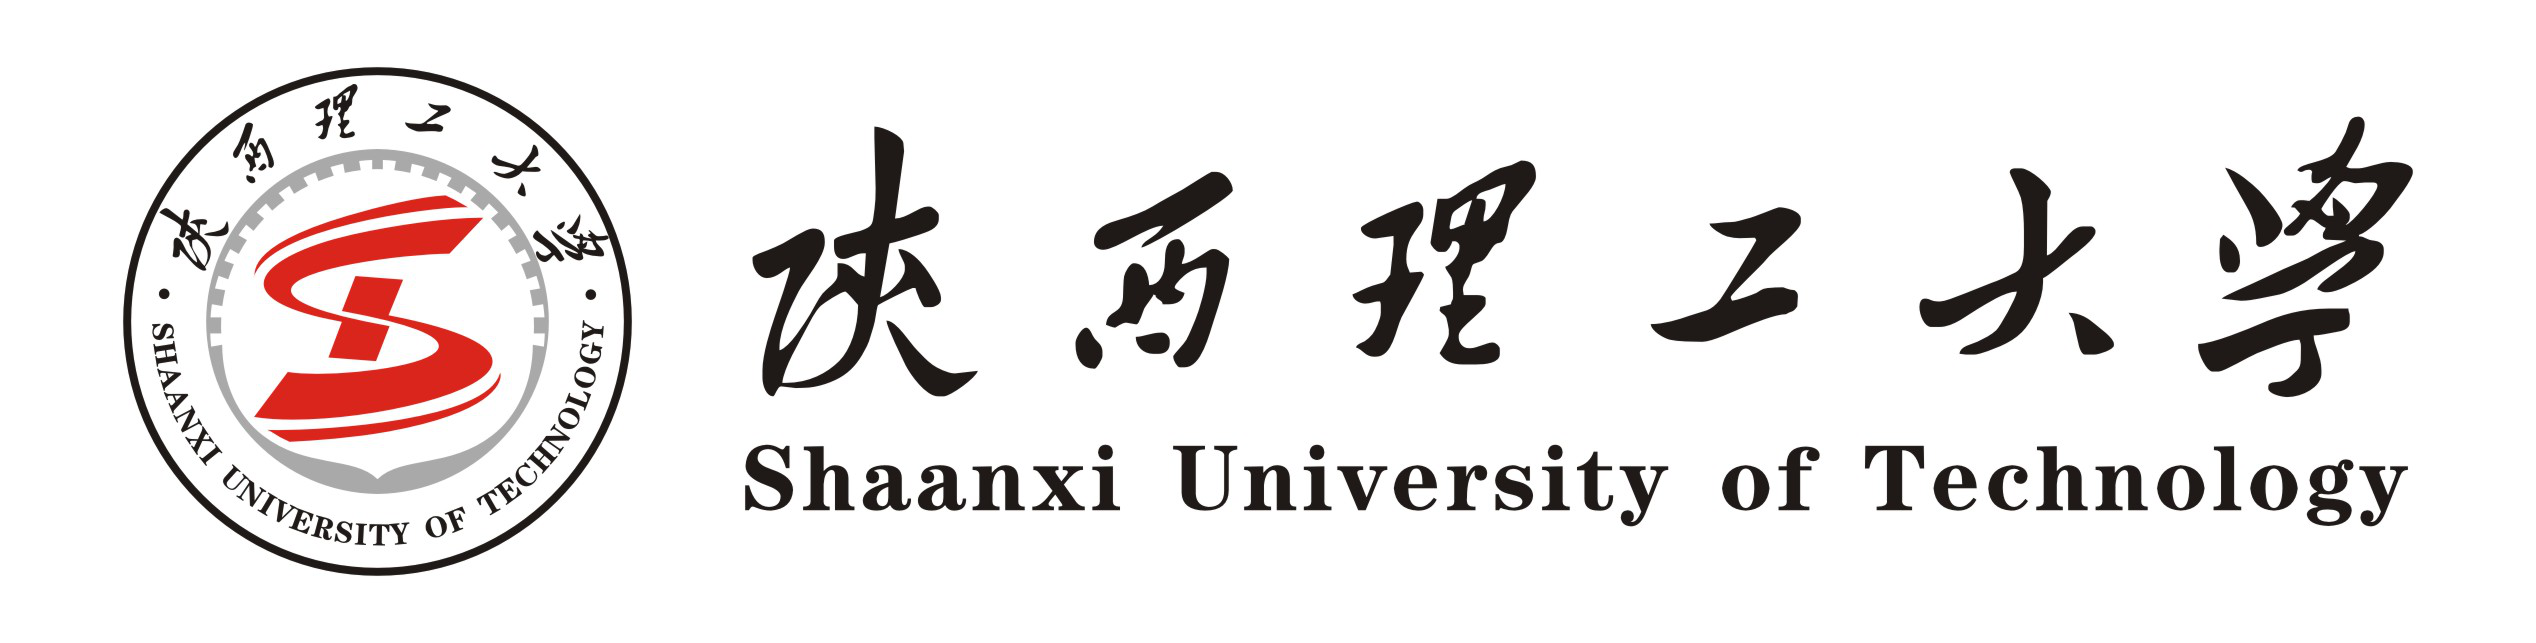 陕西理工大学
· SHAANXI UNIVERSITY OF TECHNOLOGY ·
陕西理工大学
Shaanxi University of Technology